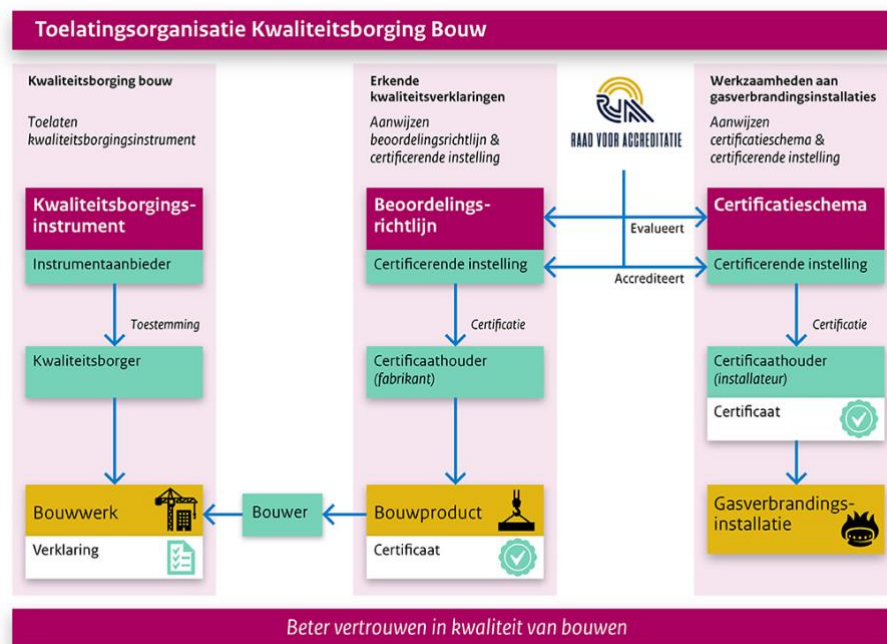 Toelatingsorganisatie Kwaliteitsborging Bouw
Kwaliteitsborging bouw
Toelaten
kwaliteitsborgingsinstrument
Kwaliteitsborgings-
instrument
Instrumentaanbieder
Toestemming
Kwaliteitsborger
Bouwwerk
Verklaring
Bouwer
Erkende
kwaliteitsverklaringen
Aanwijzen
beoordelingsrichtlijn &
certificerende instelling
Beoordelings-
richtlijn
Certificerende instelling
Certificatie
Certificaathouder
(fabrikant)
Bouwproduct
Certificaat
RvA
RAAD VOOR ACCREDITATIE
Evalueert
Accrediteert
Werkzaamheden aan
gasverbrandingsinstallaties
Aanwijzen
certificatieschema &
certificerende instelling
Certificatieschema
Certificerende instelling
Certificatie
Certificaathouder
(installateur)
Certificaat
Gasverbrandings-
installatie
Beter vertrouwen in kwaliteit van bouwen